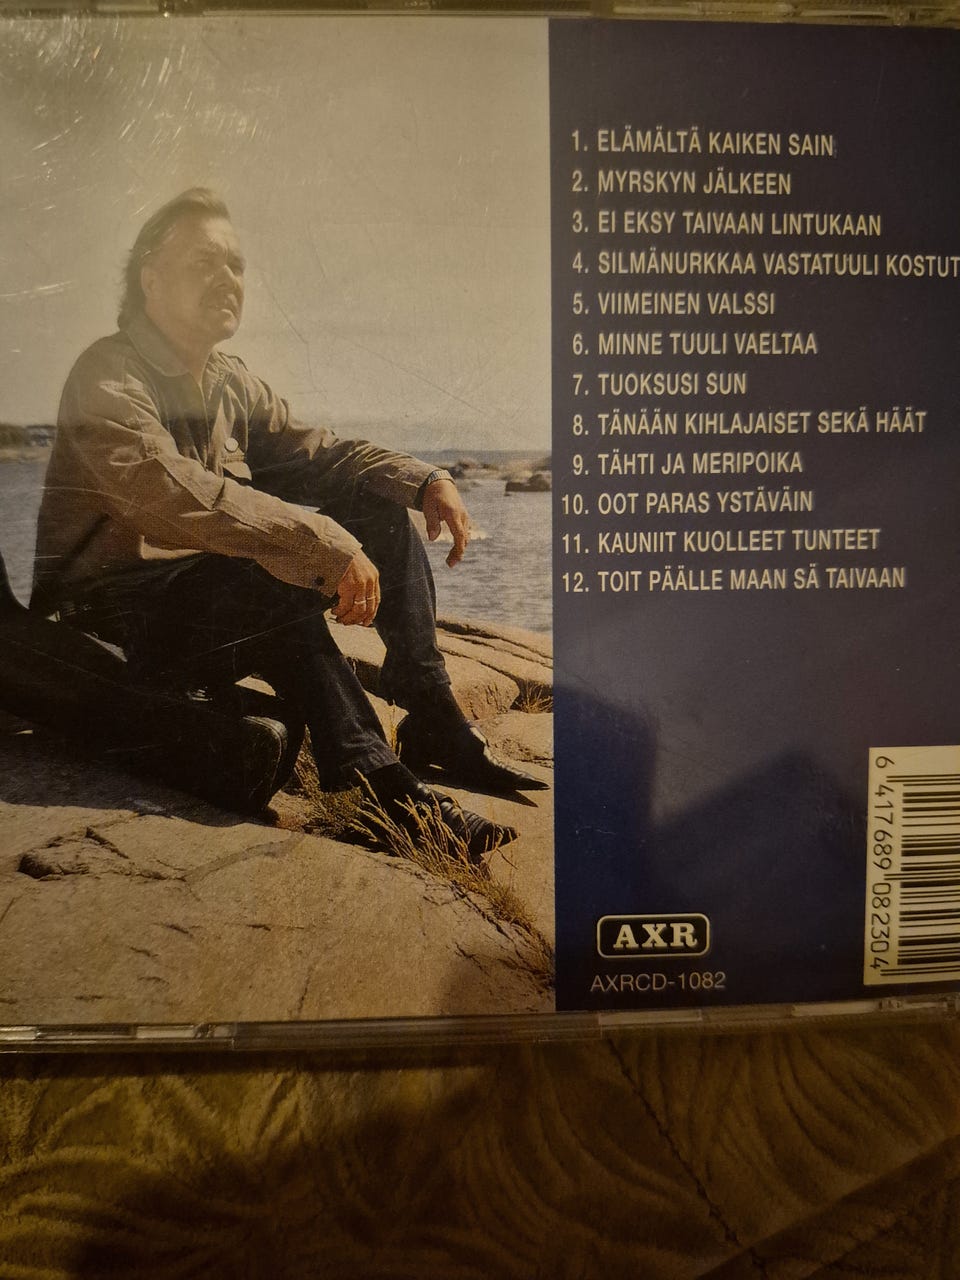 1. ELÄMÄLTÄ KAIKEN SAIN
2. MYRSKYN JÄLKEEN
3. EI EKSY TAIVAAN LINTUKAAN
4. SILMÄNURKKAA VASTATUULI KOSTUT
5. VIIMEINEN VALSSI
6. MINNE TUULI VAELTAA
7. TUOKSUSI SUN
8. TÄNÄÄN KIHLAJAISET SEKÄ HÄÄT
9. TÄHTI JA MERIPOIKA
10. OOT PARAS YSTÄVÄIN
11. KAUNIIT KUOLLEET TUNTEET
12. TOIT PÄÄLLE MAAN SÄ TAIVAAN
6 417689 082304
AXR
AXRCD-1082